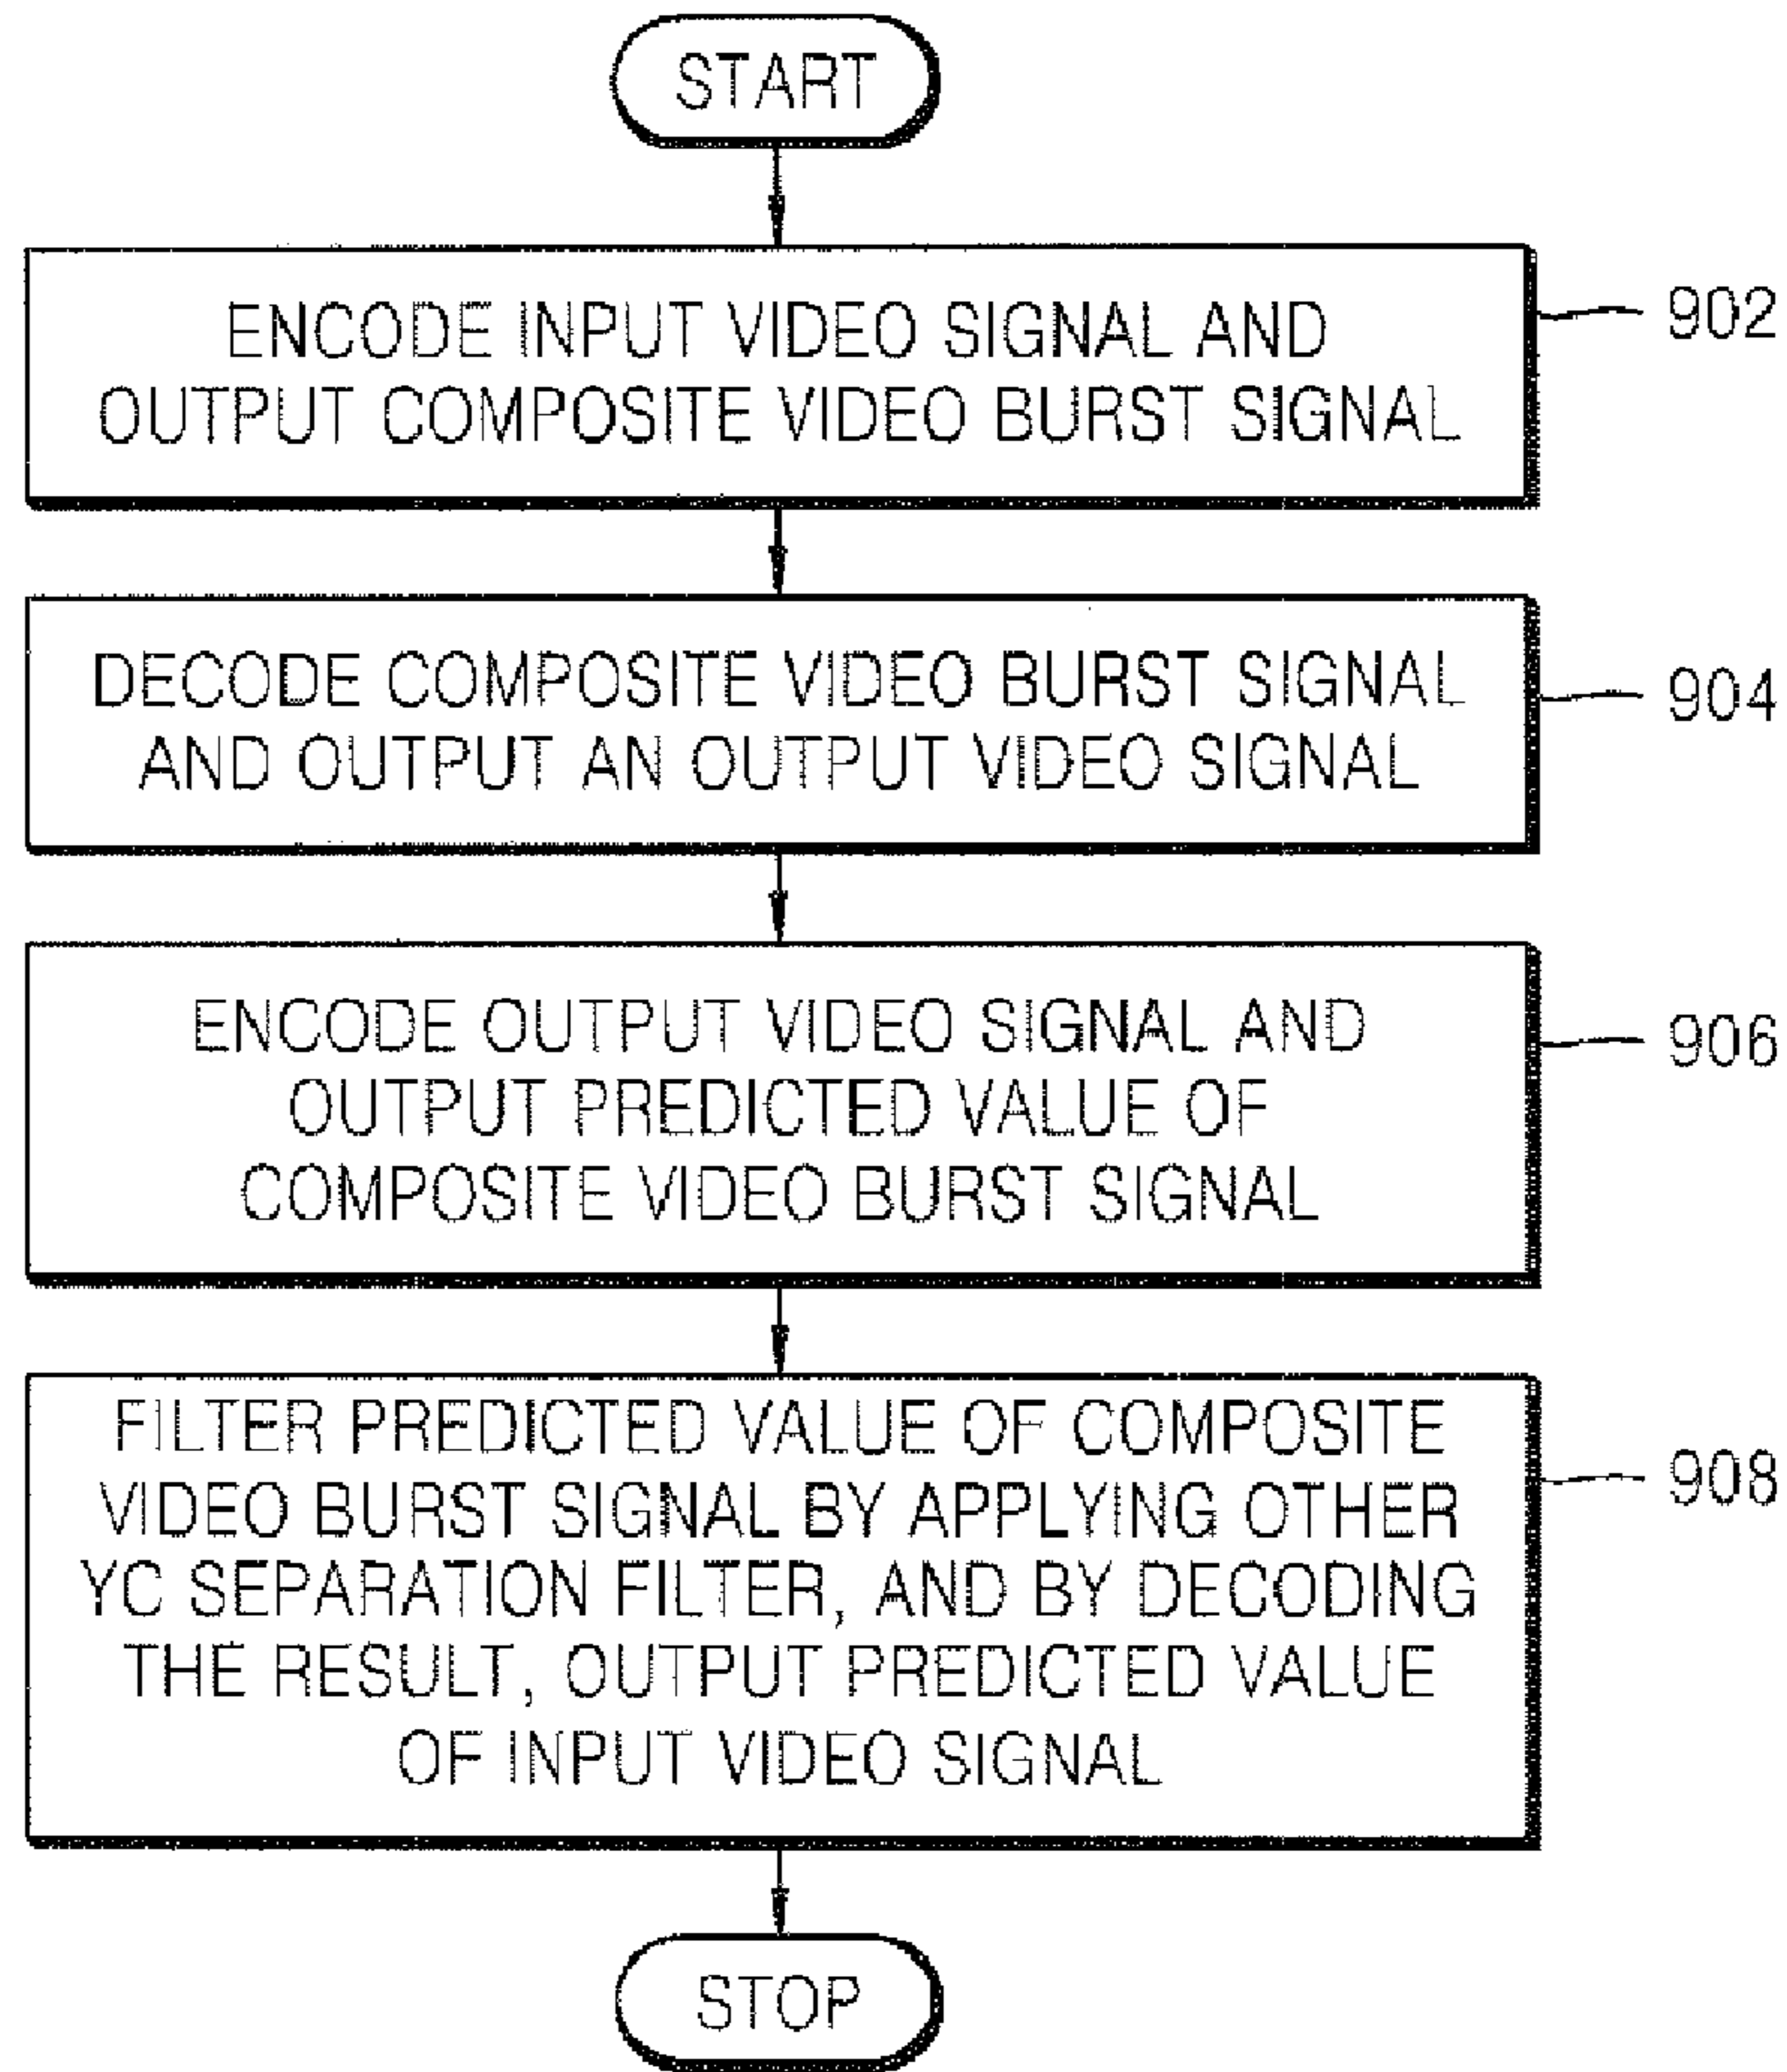 START
ENCODE INPUT VIDEO SIGNAL AND
OUTPUT COMPOSITE VIDEO BURST SIGNAL
902
DECODE COMPOSITE VIDEO BURST SIGNAL
AND OUTPUT AN OUTPUT VIDEO SIGNAL
904
ENCODE OUTPUT VIDEO SIGNAL AND
OUTPUT PREDICTED VALUE OF
COMPOSITE VIDEO BURST SIGNAL
906
FILTER PREDICTED VALUE OF COMPOSITE
VIDEO BURST SIGNAL BY APPLYING OTHER
YC SEPARATION FILTER, AND BY DECODING
THE RESULT, OUTPUT PREDICTED VALUE
OF INPUT VIDEO SIGNAL
908
STOP